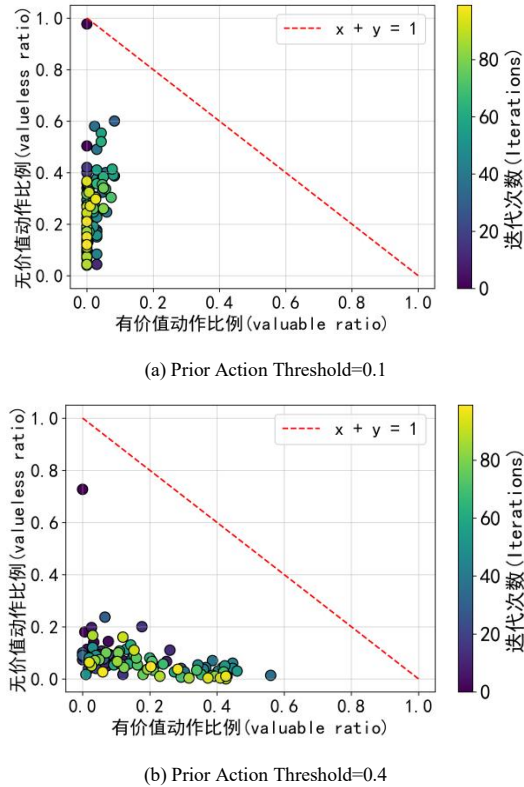 1.0
0.8
0.6
0.4
0.2
0.0
无价值动作比例(valueless ratio)
x + y = 1
0.0 0.2 0.4 0.6 0.8 1.0
有价值动作比例(valuable ratio)
80
60
40
20
0
迭代次数(Iterations)
(a) Prior Action Threshold=0.1
1.0
0.8
0.6
0.4
0.2
0.0
无价值动作比例(valueless ratio)
x + y = 1
0.0 0.2 0.4 0.6 0.8 1.0
有价值动作比例(valuable ratio)
80
60
40
20
0
迭代次数(Iterations)
(b) Prior Action Threshold=0.4